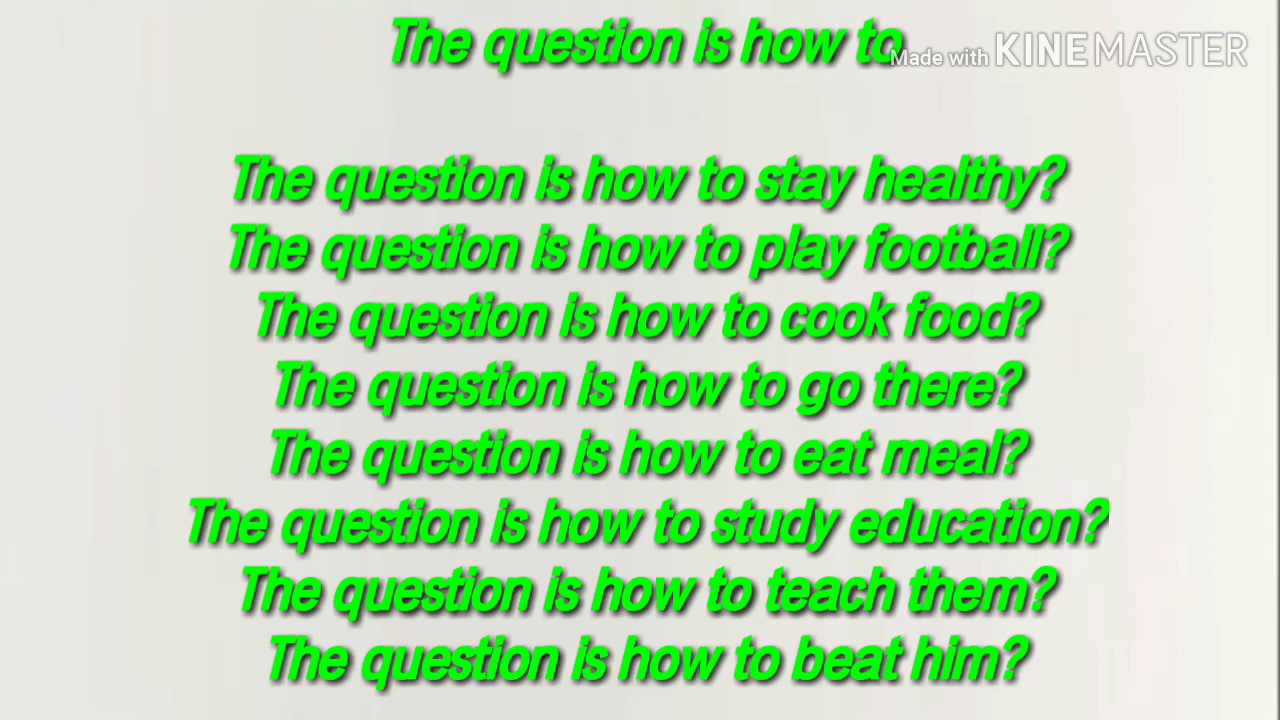 The question is how to
Made with KINEMASTER
The question is how to stay healthy?
The question is how to play football?
The question is how to cook food?
The question is how to go there?
The question is how to eat meal?
The question is how to study education?
The question is how to teach them?
The question is how to beat him?